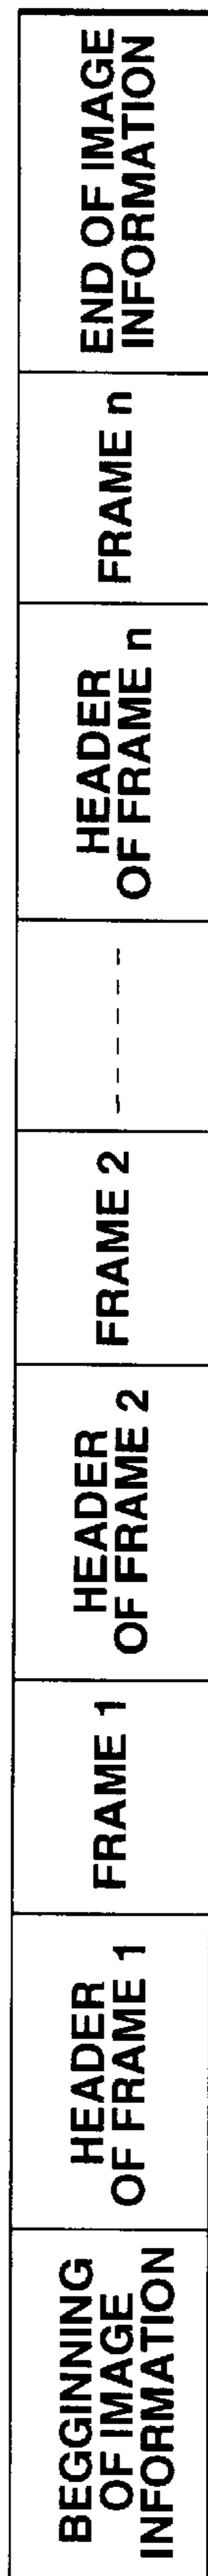 BEGGINNING
OF IMAGE
INFORMATION
HEADER
OF FRAME 1
FRAME 1
HEADER
OF FRAME 2
FRAME 2
HEADER
OF FRAME n
FRAME n
END OF IMAGE
INFORMATION